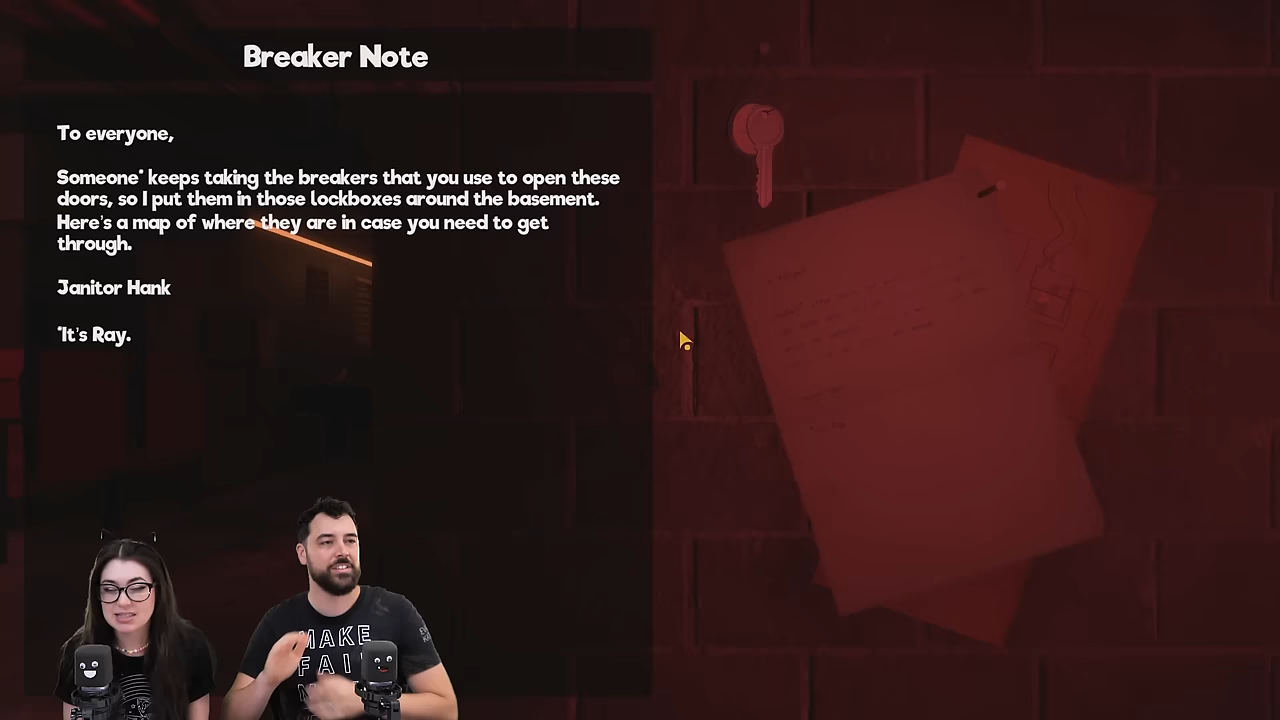 Breaker Note
To everyone,
Someone* keeps taking the breakers that you use to open these
doors, so I put them in those lockboxes around the basement.
Here's a map of where they are in case you need to get
through.
Janitor Hank
*It's Ray.
MAKE
FAI